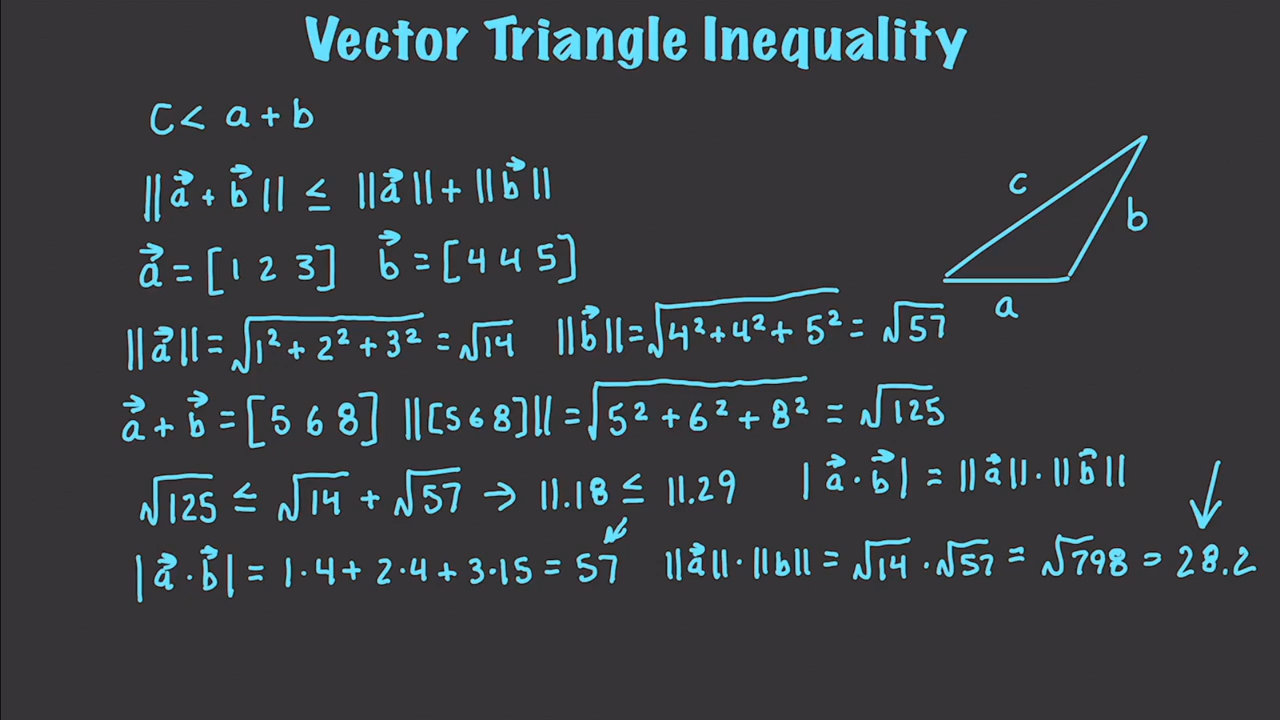 Vector Triangle Inequality
C < a + b
||a⃗ + b⃗|| ≤ ||a⃗|| + ||b⃗||
c
b
a⃗ = [1 2 3] b⃗ = [4 4 5]
a
||a⃗|| = √(1² + 2² + 3²) = √14 ||b⃗|| = √(4² + 4² + 5²) = √57
a⃗ + b⃗ = [5 6 8] ||[5 6 8]|| = √(5² + 6² + 8²) = √125
√125 ≤ √14 + √57 → 11.18 ≤ 11.29 |a⃗ · b⃗| = ||a⃗|| · ||b⃗||
|a⃗ · b⃗| = 1·4 + 2·4 + 3·15 = 57 ||a⃗|| · ||b|| = √14 · √57 = √798 = 28.2